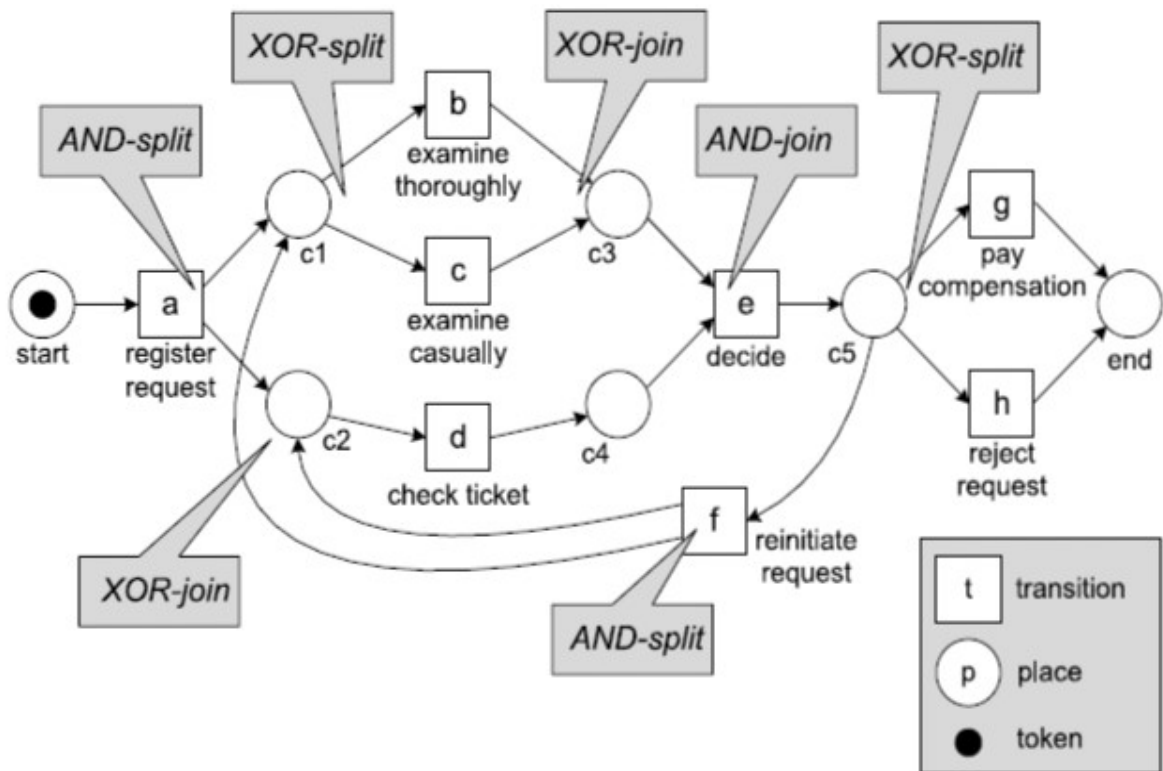 XOR-split
XOR-join
XOR-split
AND-split
b
AND-join
examine
thoroughly
g
c1
c3
pay
compensation
a
c
e
start
register
request
examine
casually
decide
c5
end
c2
d
c4
h
check ticket
reject
request
f
reinitiate
request
XOR-join
AND-split
t
transition
p
place
token